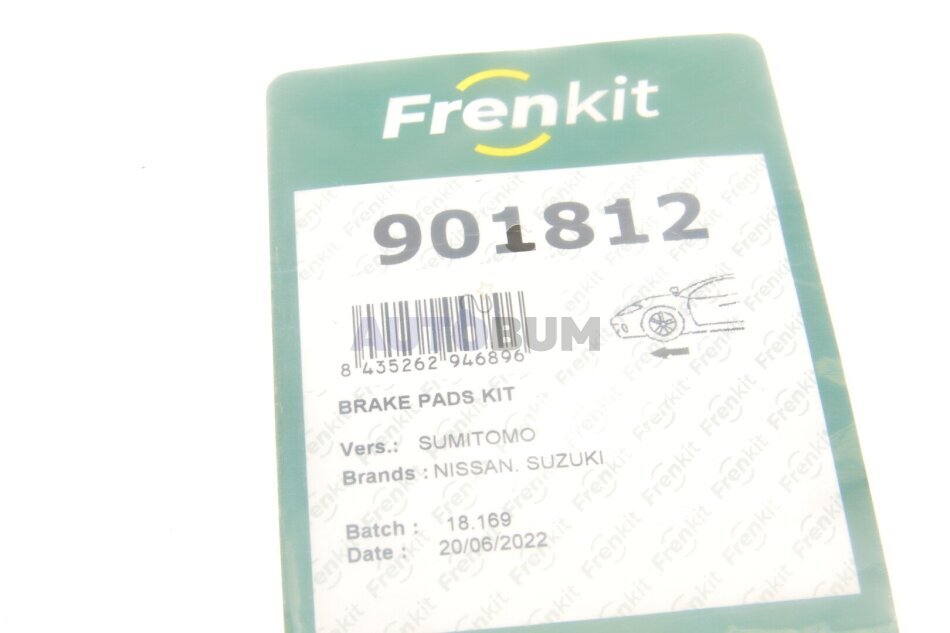 Frenkit
901812
AUTOBUM
8 435262 946896
BRAKE PADS KIT
Vers.: SUMITOMO
Brands : NISSAN. SUZUKI
Batch : 18.169
Date : 20/06/2022